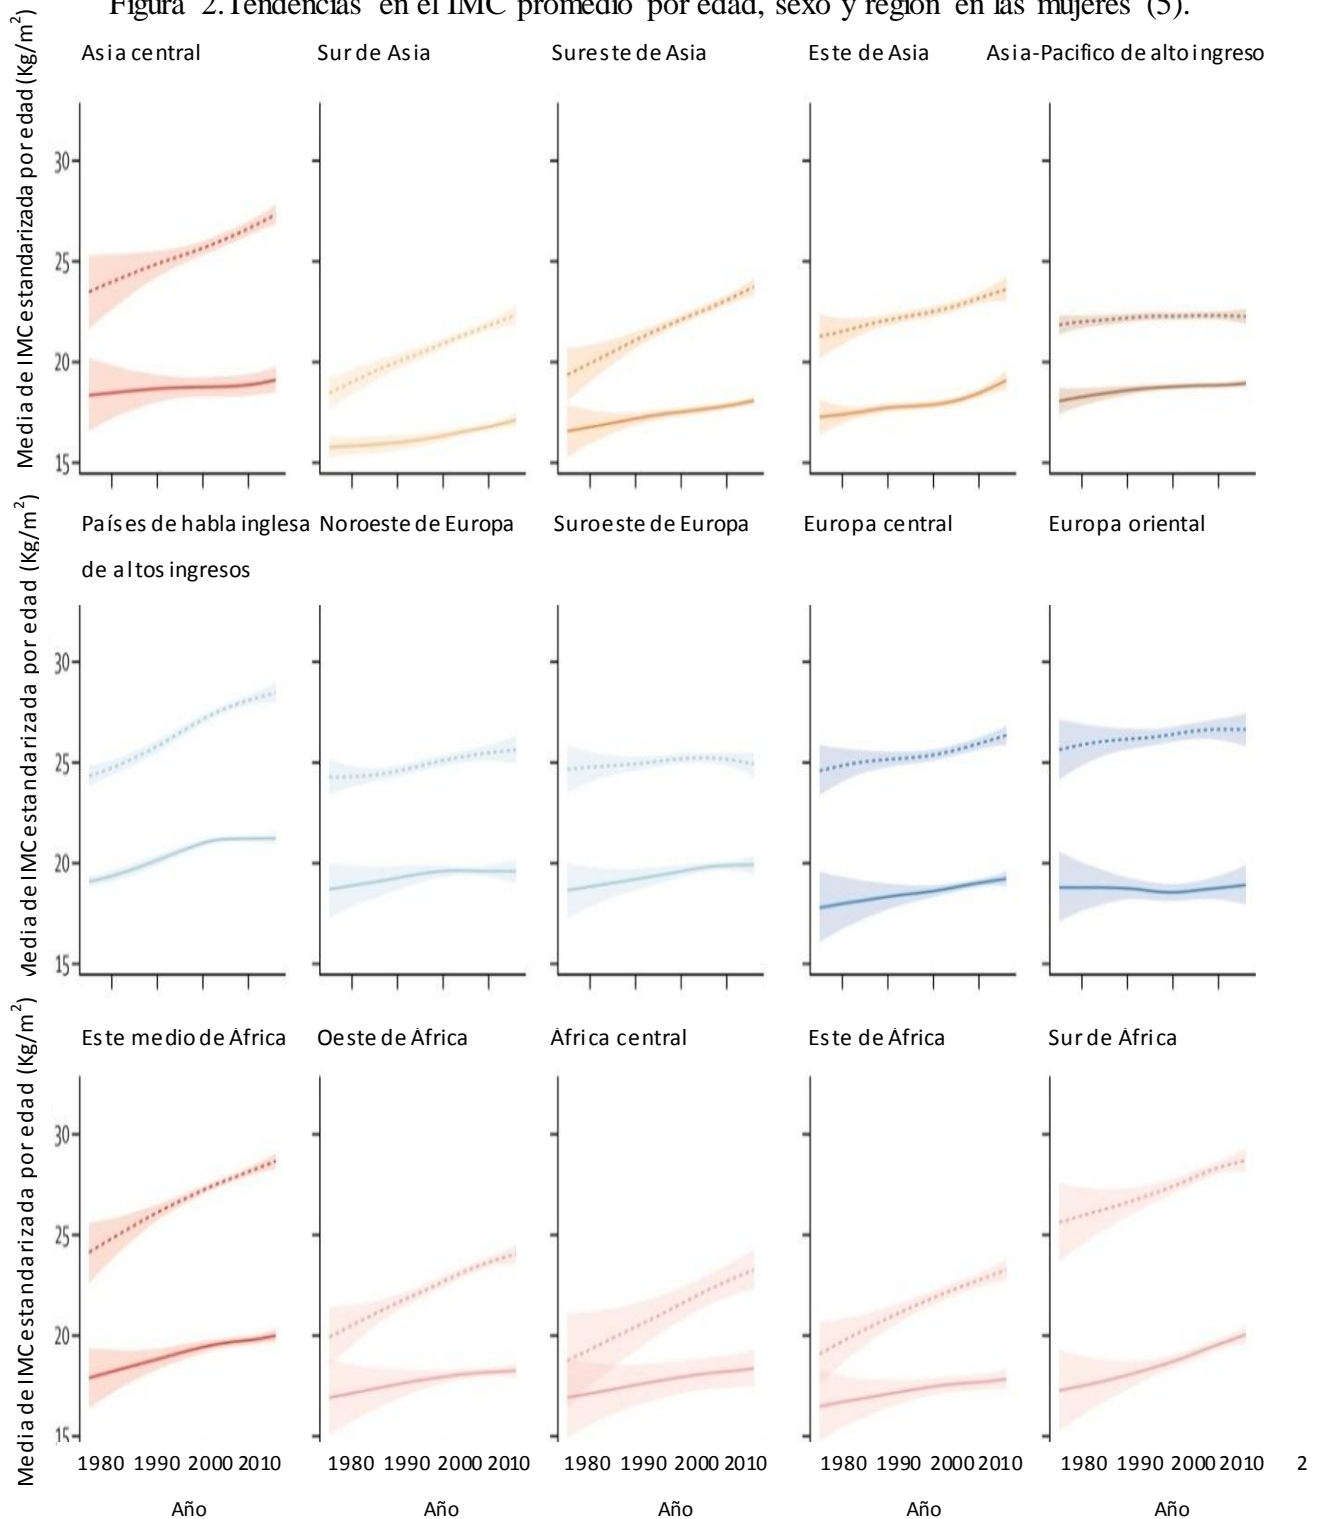 Figura 2.Tendencias en el IMC promedio por edad, sexo y región en las mujeres (5).
Media de IMC estandarizada por edad (Kg/m²)
Asia central
Sur de Asia
Sureste de Asia
Este de Asia
Asia-Pacifico de alto ingreso
30
25
20
15
Media de IMC estandarizada por edad (Kg/m²)
Países de habla inglesa
de altos ingresos
Noroeste de Europa
Suroeste de Europa
Europa central
Europa oriental
30
25
20
15
Media de IMC estandarizada por edad (Kg/m²)
Este medio de África
Oeste de África
África central
Este de África
Sur de África
30
25
20
15
1980 1990 2000 2010
1980 1990 2000 2010
1980 1990 2000 2010
1980 1990 2000 2010
1980 1990 2000 2010
2
Año
Año
Año
Año
Año